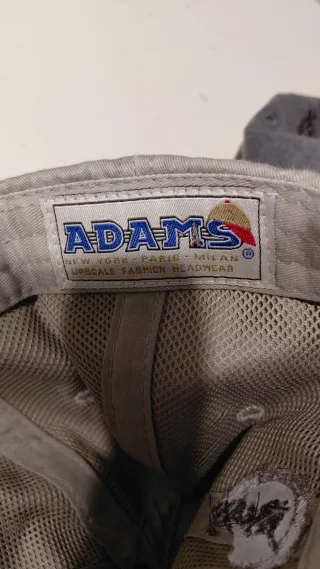 ADAMS®
NEW YORK - PARIS - MILAN
UPSCALE FASHION HEADWEAR